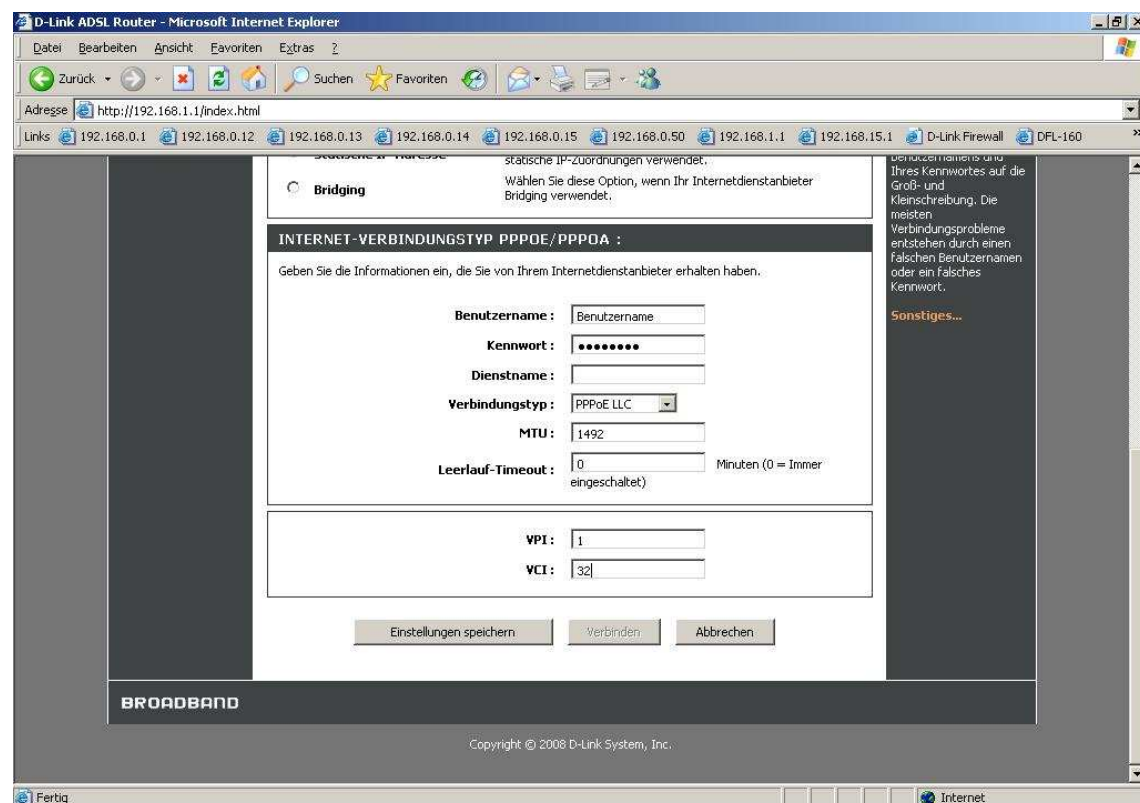 D-Link ADSL Router - Microsoft Internet Explorer
Datei Bearbeiten Ansicht Favoriten Extras ?
Zurück Suchen Favoriten
Adresse http://192.168.1.1/index.html
Links 192.168.0.1 192.168.0.12 192.168.0.13 192.168.0.14 192.168.0.15 192.168.0.50 192.168.1.1 192.168.15.1 D-Link Firewall DFL-160 »
Statische IP-Adresse
statische IP-Zuordnungen verwendet.
Bridging
Wählen Sie diese Option, wenn Ihr Internetdienstanbieter
Bridging verwendet.
INTERNET-VERBINDUNGSTYP PPPOE/PPPOA :
Geben Sie die Informationen ein, die Sie von Ihrem Internetdienstanbieter erhalten haben.
Benutzername : Benutzername
Kennwort : ••••••••
Dienstname :
Verbindungstyp : PPPoE LLC
MTU : 1492
Leerlauf-Timeout : 0 Minuten (0 = Immer
eingeschaltet)
VPI : 1
VCI : 32
Einstellungen speichern Verbinden Abbrechen
Benutzernamens und
Ihres Kennwortes auf die
Groß- und
Kleinschreibung. Die
meisten
Verbindungsprobleme
entstehen durch einen
falschen Benutzernamen
oder ein falsches
Kennwort.
Sonstiges...
BROADBAND
Copyright © 2008 D-Link System, Inc.
Fertig Internet